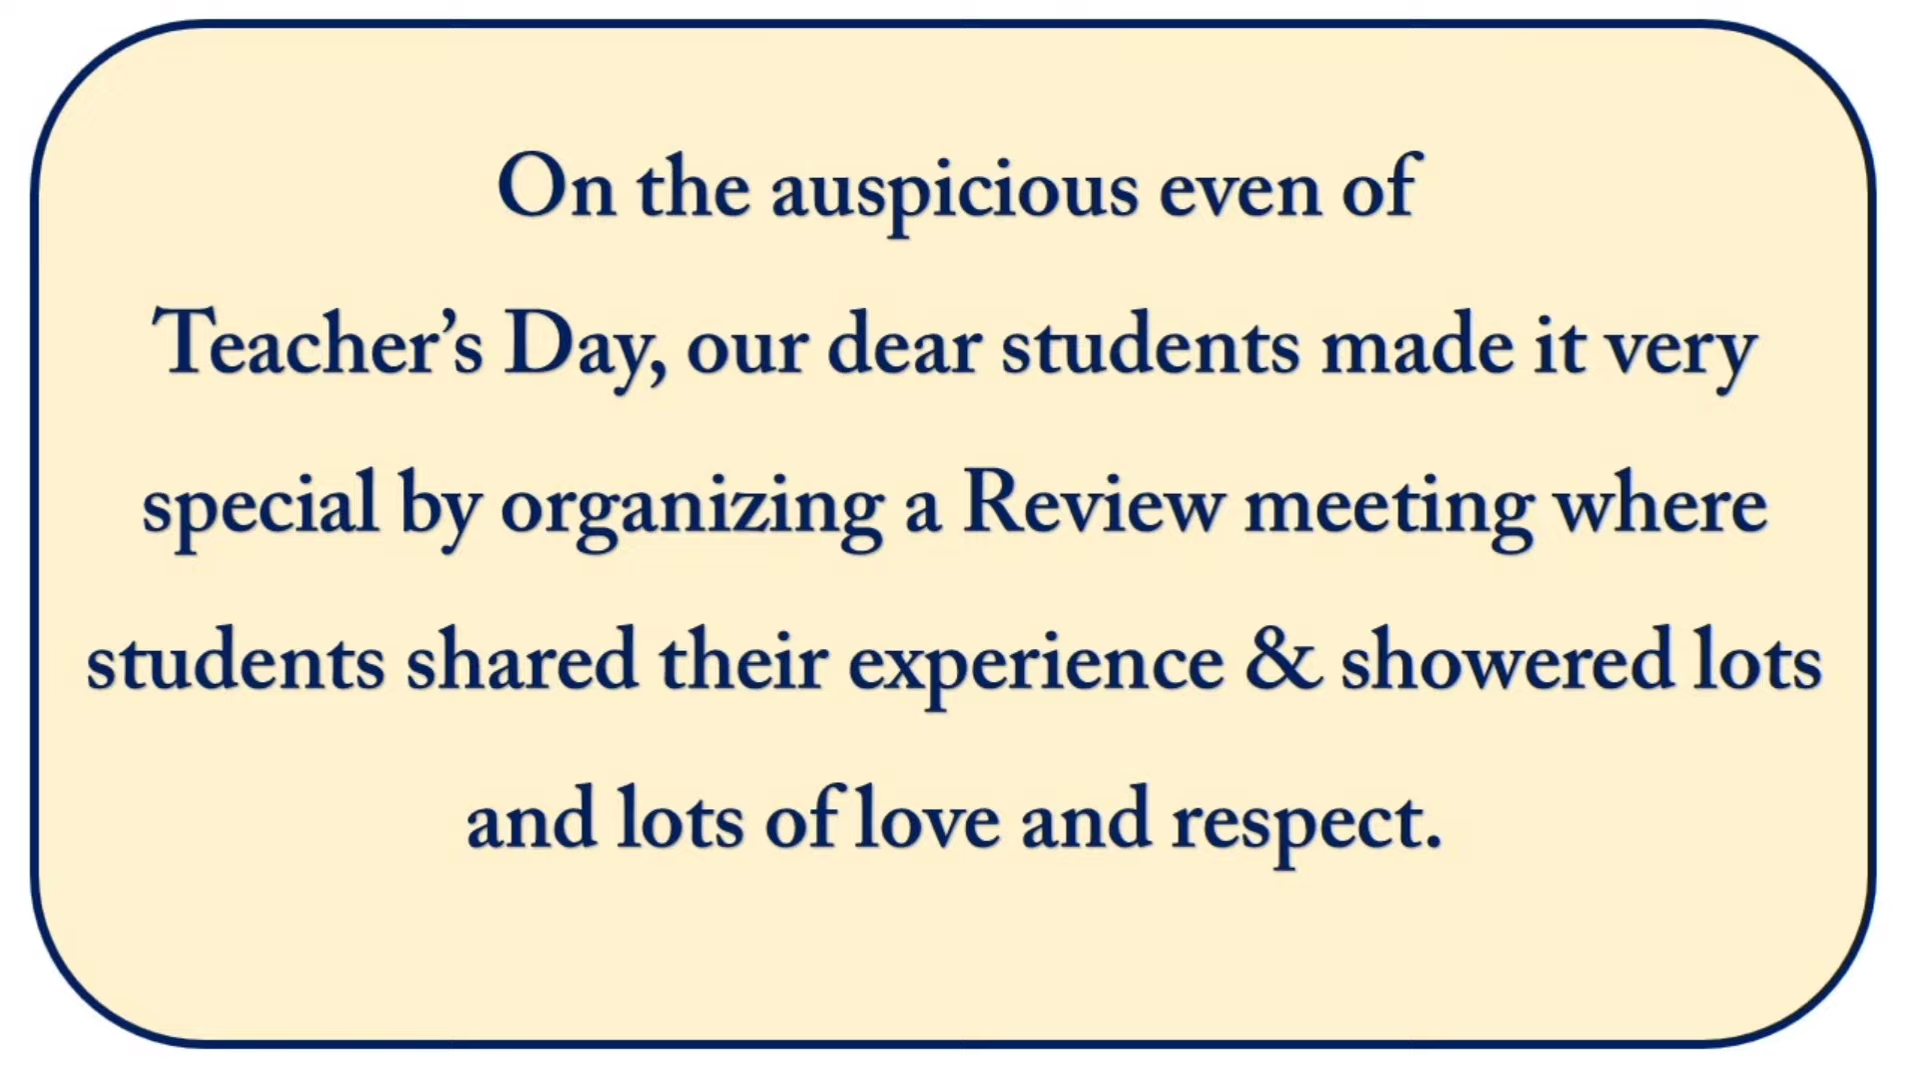 On the auspicious even of
Teacher’s Day, our dear students made it very
special by organizing a Review meeting where
students shared their experience & showered lots
and lots of love and respect.